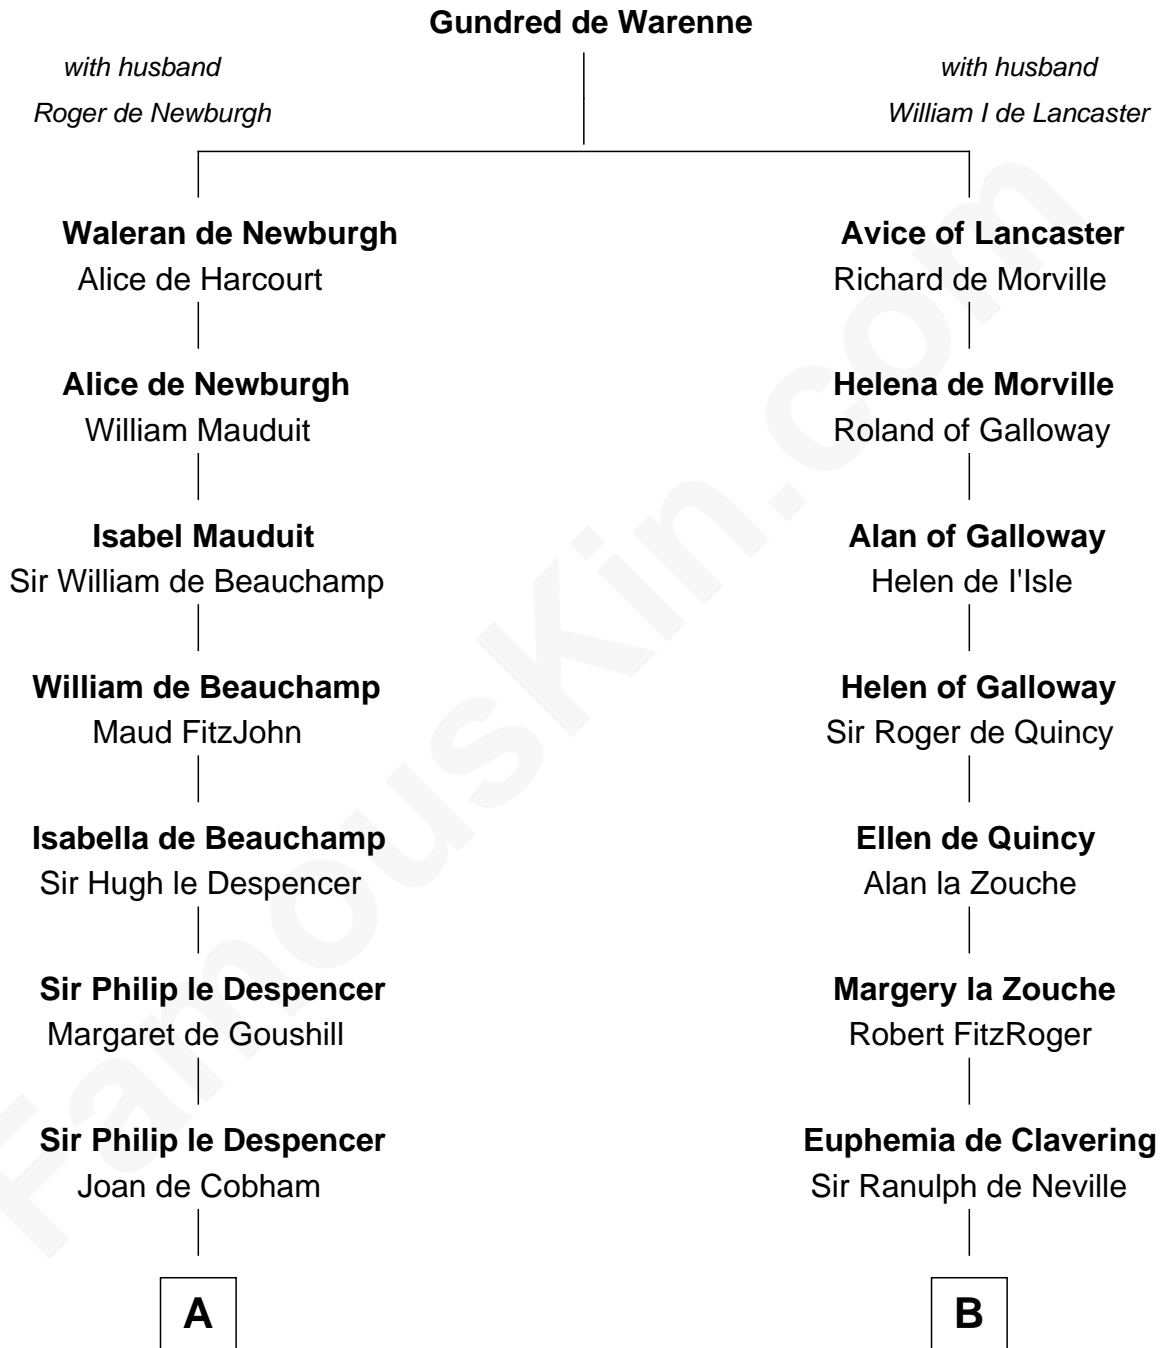 Gundred de Warenne
with husband
Roger de Newburgh
with husband
William I de Lancaster
Waleran de Newburgh
Alice de Harcourt
Avice of Lancaster
Richard de Morville
Alice de Newburgh
William Mauduit
Helena de Morville
Roland of Galloway
Isabel Mauduit
Sir William de Beauchamp
Alan of Galloway
Helen de l'Isle
William de Beauchamp
Maud FitzJohn
Helen of Galloway
Sir Roger de Quincy
Isabella de Beauchamp
Sir Hugh le Despencer
Ellen de Quincy
Alan la Zouche
Sir Philip le Despencer
Margaret de Goushill
Margery la Zouche
Robert FitzRoger
Sir Philip le Despencer
Joan de Cobham
Euphemia de Clavering
Sir Ranulph de Neville
A
B
FamousKin.com